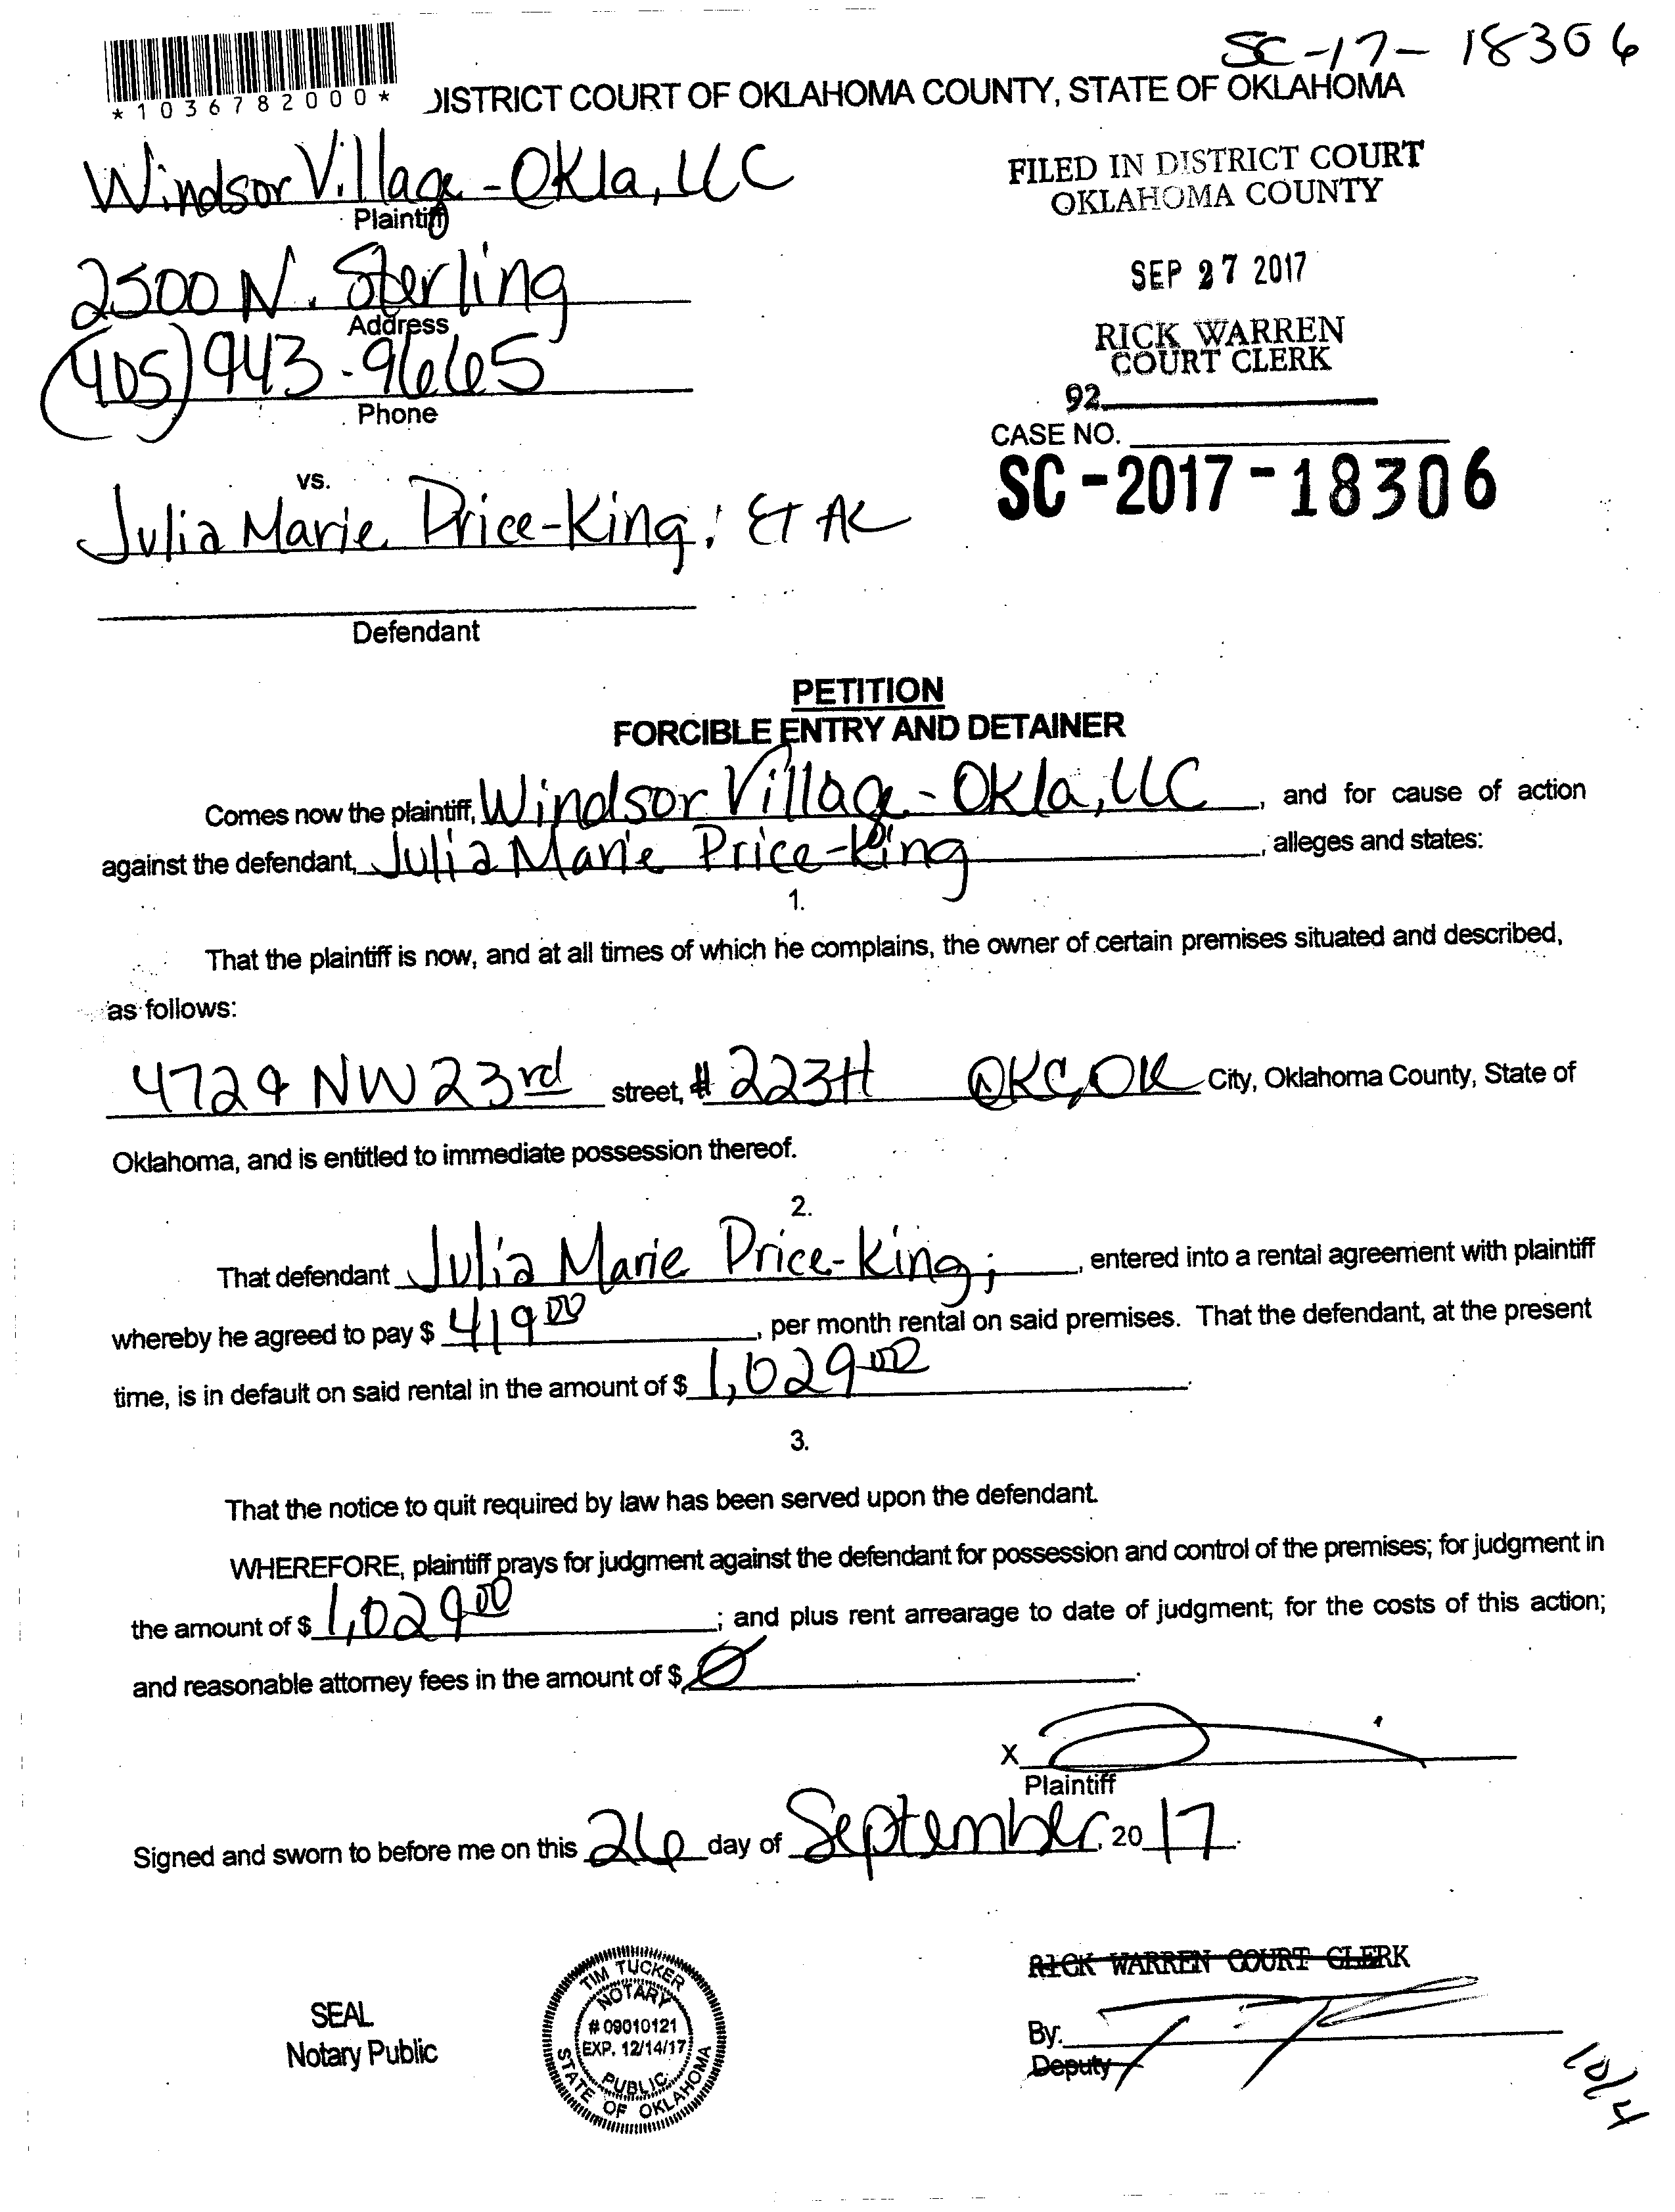 SC-17-18306
*1036782000*
DISTRICT COURT OF OKLAHOMA COUNTY, STATE OF OKLAHOMA
Windsor Village-Okla, LLC
Plaintiff
FILED IN DISTRICT COURT
OKLAHOMA COUNTY
2500 N. Sterling
Address
SEP 27 2017
(405) 943-9665
Phone
RICK WARREN
COURT CLERK
92
CASE NO.
SC-2017-18306
vs.
Julia Marie Price-King; ET AL
Defendant
PETITION
FORCIBLE ENTRY AND DETAINER
Comes now the plaintiff, Windsor Village-Okla, LLC, and for cause of action
against the defendant, Julia Marie Price-King, alleges and states:
1.
That the plaintiff is now, and at all times of which he complains, the owner of certain premises situated and described,
as follows:
4729 NW 23rd street, #223H OKC, OK City, Oklahoma County, State of
Oklahoma, and is entitled to immediate possession thereof.
2.
That defendant Julia Marie Price-King; , entered into a rental agreement with plaintiff
whereby he agreed to pay $ 419.00, per month rental on said premises. That the defendant, at the present
time, is in default on said rental in the amount of $ 1,029.00.
3.
That the notice to quit required by law has been served upon the defendant.
WHEREFORE, plaintiff prays for judgment against the defendant for possession and control of the premises; for judgment in
the amount of $ 1,029.00; and plus rent arrearage to date of judgment; for the costs of this action;
and reasonable attorney fees in the amount of $ Ø.
X
Plaintiff
Signed and sworn to before me on this 26 day of September, 2017.
RICK WARREN COURT CLERK
SEAL
Notary Public
TIM TUCKER
NOTARY
# 09010121
EXP. 12/14/17
PUBLIC
STATE OF OKLAHOMA
By:
Deputy
10/4